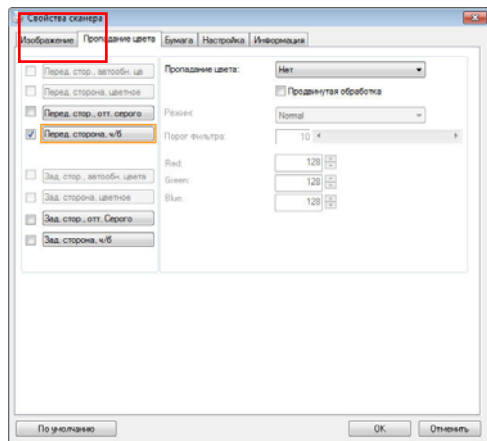 Свойства сканера
Изображение Пропадание цвета Бумага Настройка Информация
Перед. стор., автообн. цв
Перед. сторона, цветное
Перед. стор., отт. серого
Перед. сторона, ч/б
Зад. стор., автообн. цвета
Зад. сторона, цветное
Зад. стор., отт. Серого
Зад. сторона, ч/б
Пропадание цвета: Нет
Продвинутая обработка
Режим: Normal
Порог фильтра: 10
Red: 128
Green: 128
Blue: 128
По умолчанию OK Отменить